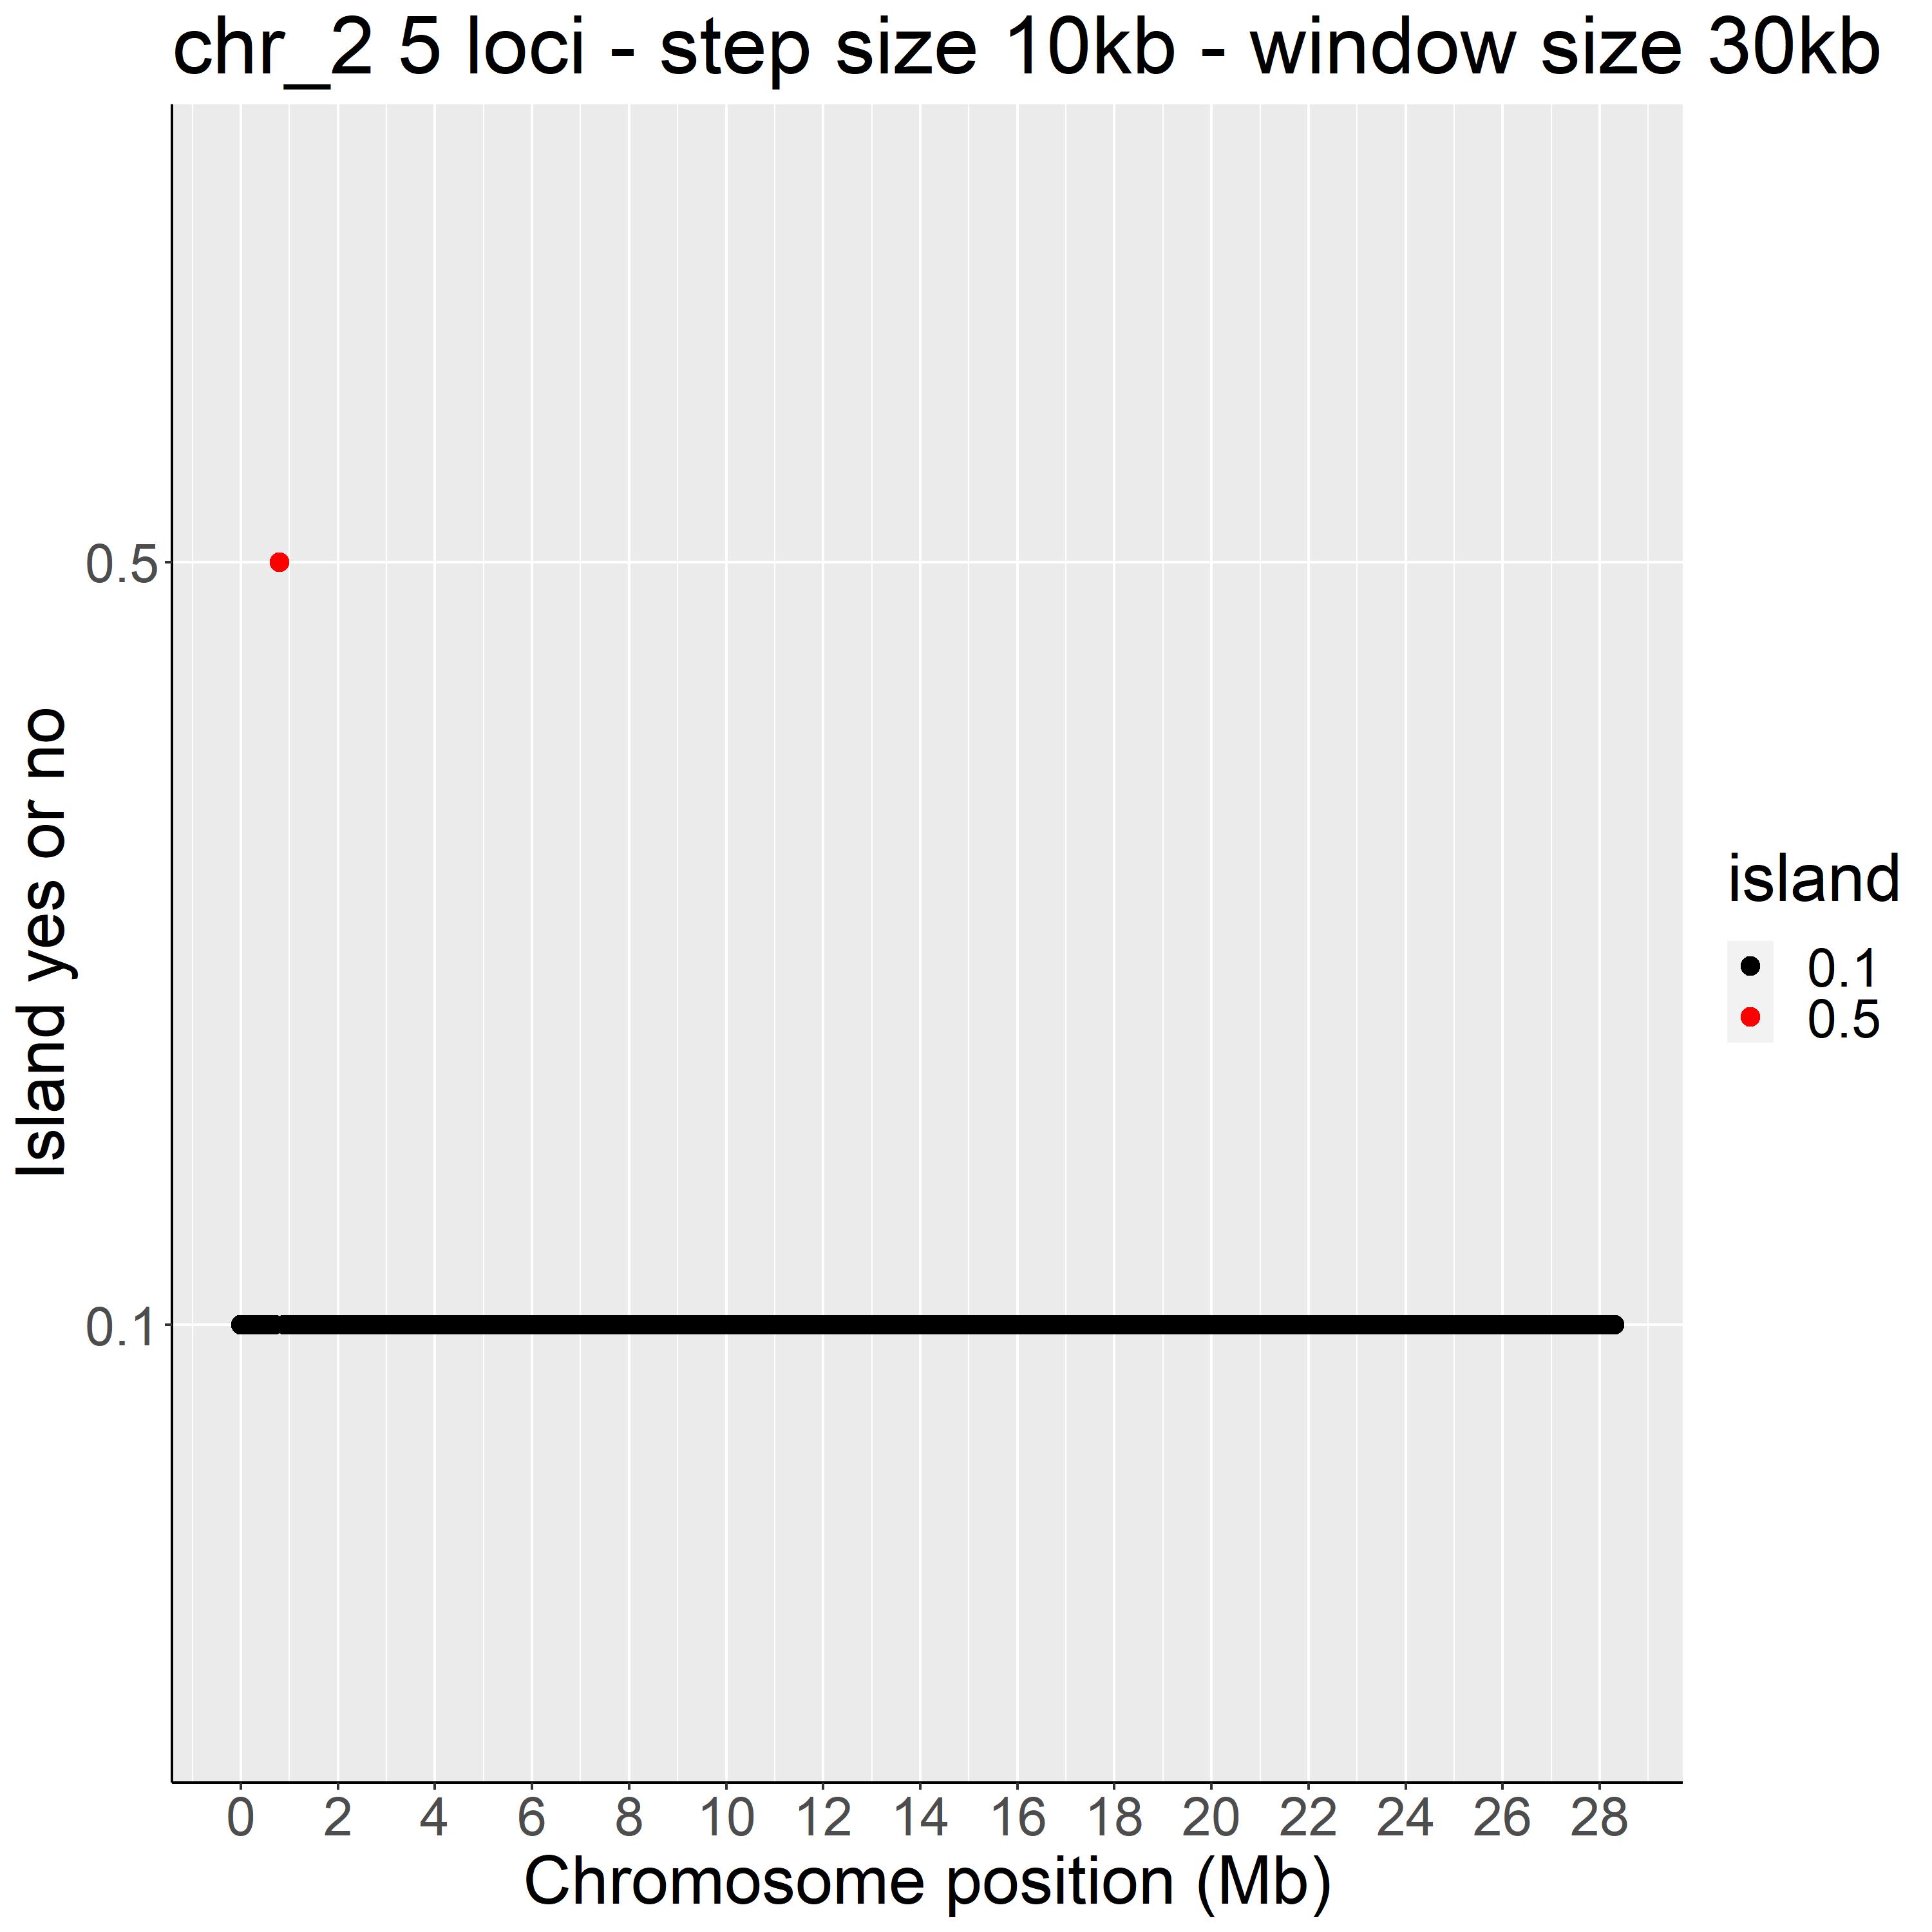 chr_2 5 loci - step size 10kb - window size 30kb
Island yes or no
0.5
0.1
0 2 4 6 8 10 12 14 16 18 20 22 24 26 28
Chromosome position (Mb)
island
0.1
0.5